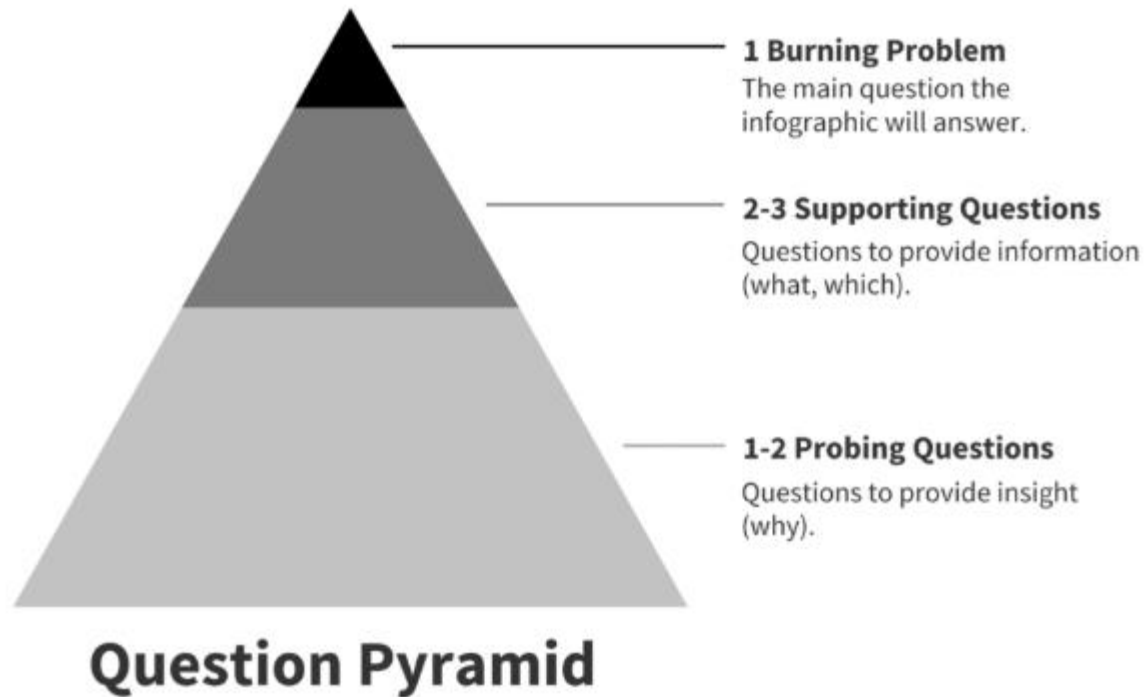 1 Burning Problem
The main question the
infographic will answer.
2-3 Supporting Questions
Questions to provide information
(what, which).
1-2 Probing Questions
Questions to provide insight
(why).
Question Pyramid